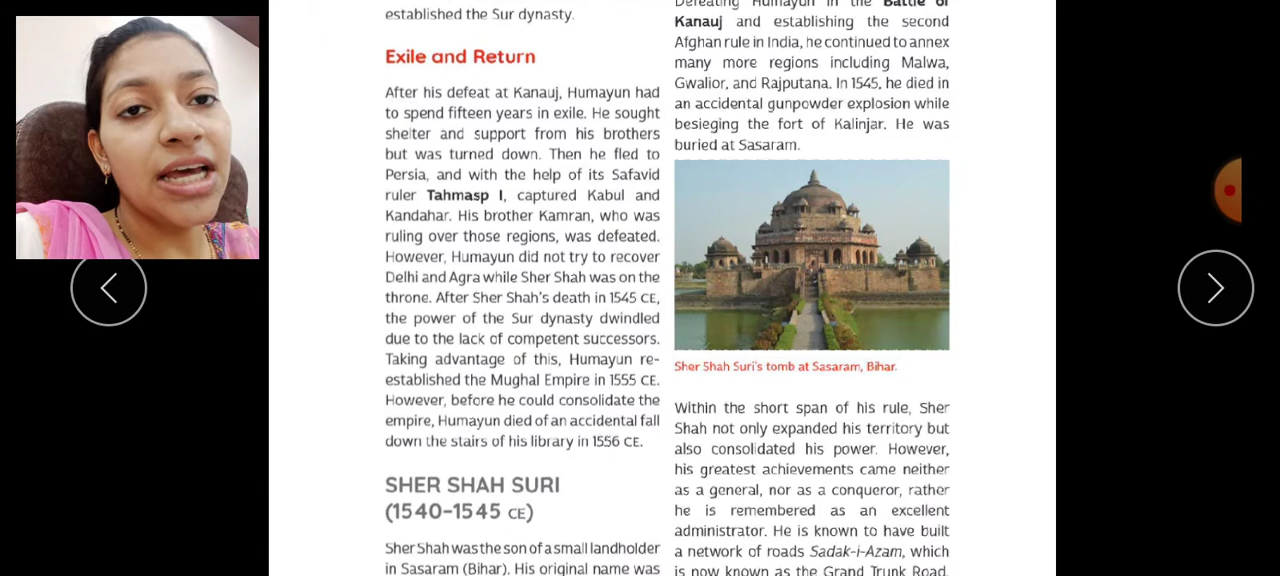 established the Sur dynasty.
Exile and Return
After his defeat at Kanauj, Humayun had
to spend fifteen years in exile. He sought
shelter and support from his brothers
but was turned down. Then he fled to
Persia, and with the help of its Safavid
ruler Tahmasp I, captured Kabul and
Kandahar. His brother Kamran, who was
ruling over those regions, was defeated.
However, Humayun did not try to recover
Delhi and Agra while Sher Shah was on the
throne. After Sher Shah's death in 1545 CE,
the power of the Sur dynasty dwindled
due to the lack of competent successors.
Taking advantage of this, Humayun re-
established the Mughal Empire in 1555 CE.
However, before he could consolidate the
empire, Humayun died of an accidental fall
down the stairs of his library in 1556 CE.
SHER SHAH SURI
(1540–1545 CE)
Sher Shah was the son of a small landholder
in Sasaram (Bihar). His original name was
Defeating Humayun in the Battle of
Kanauj and establishing the second
Afghan rule in India, he continued to annex
many more regions including Malwa,
Gwalior, and Rajputana. In 1545, he died in
an accidental gunpowder explosion while
besieging the fort of Kalinjar. He was
buried at Sasaram.
Sher Shah Suri's tomb at Sasaram, Bihar.
Within the short span of his rule, Sher
Shah not only expanded his territory but
also consolidated his power. However,
his greatest achievements came neither
as a general, nor as a conqueror, rather
he is remembered as an excellent
administrator. He is known to have built
a network of roads Sadak-i-Azam, which
is now known as the Grand Trunk Road.